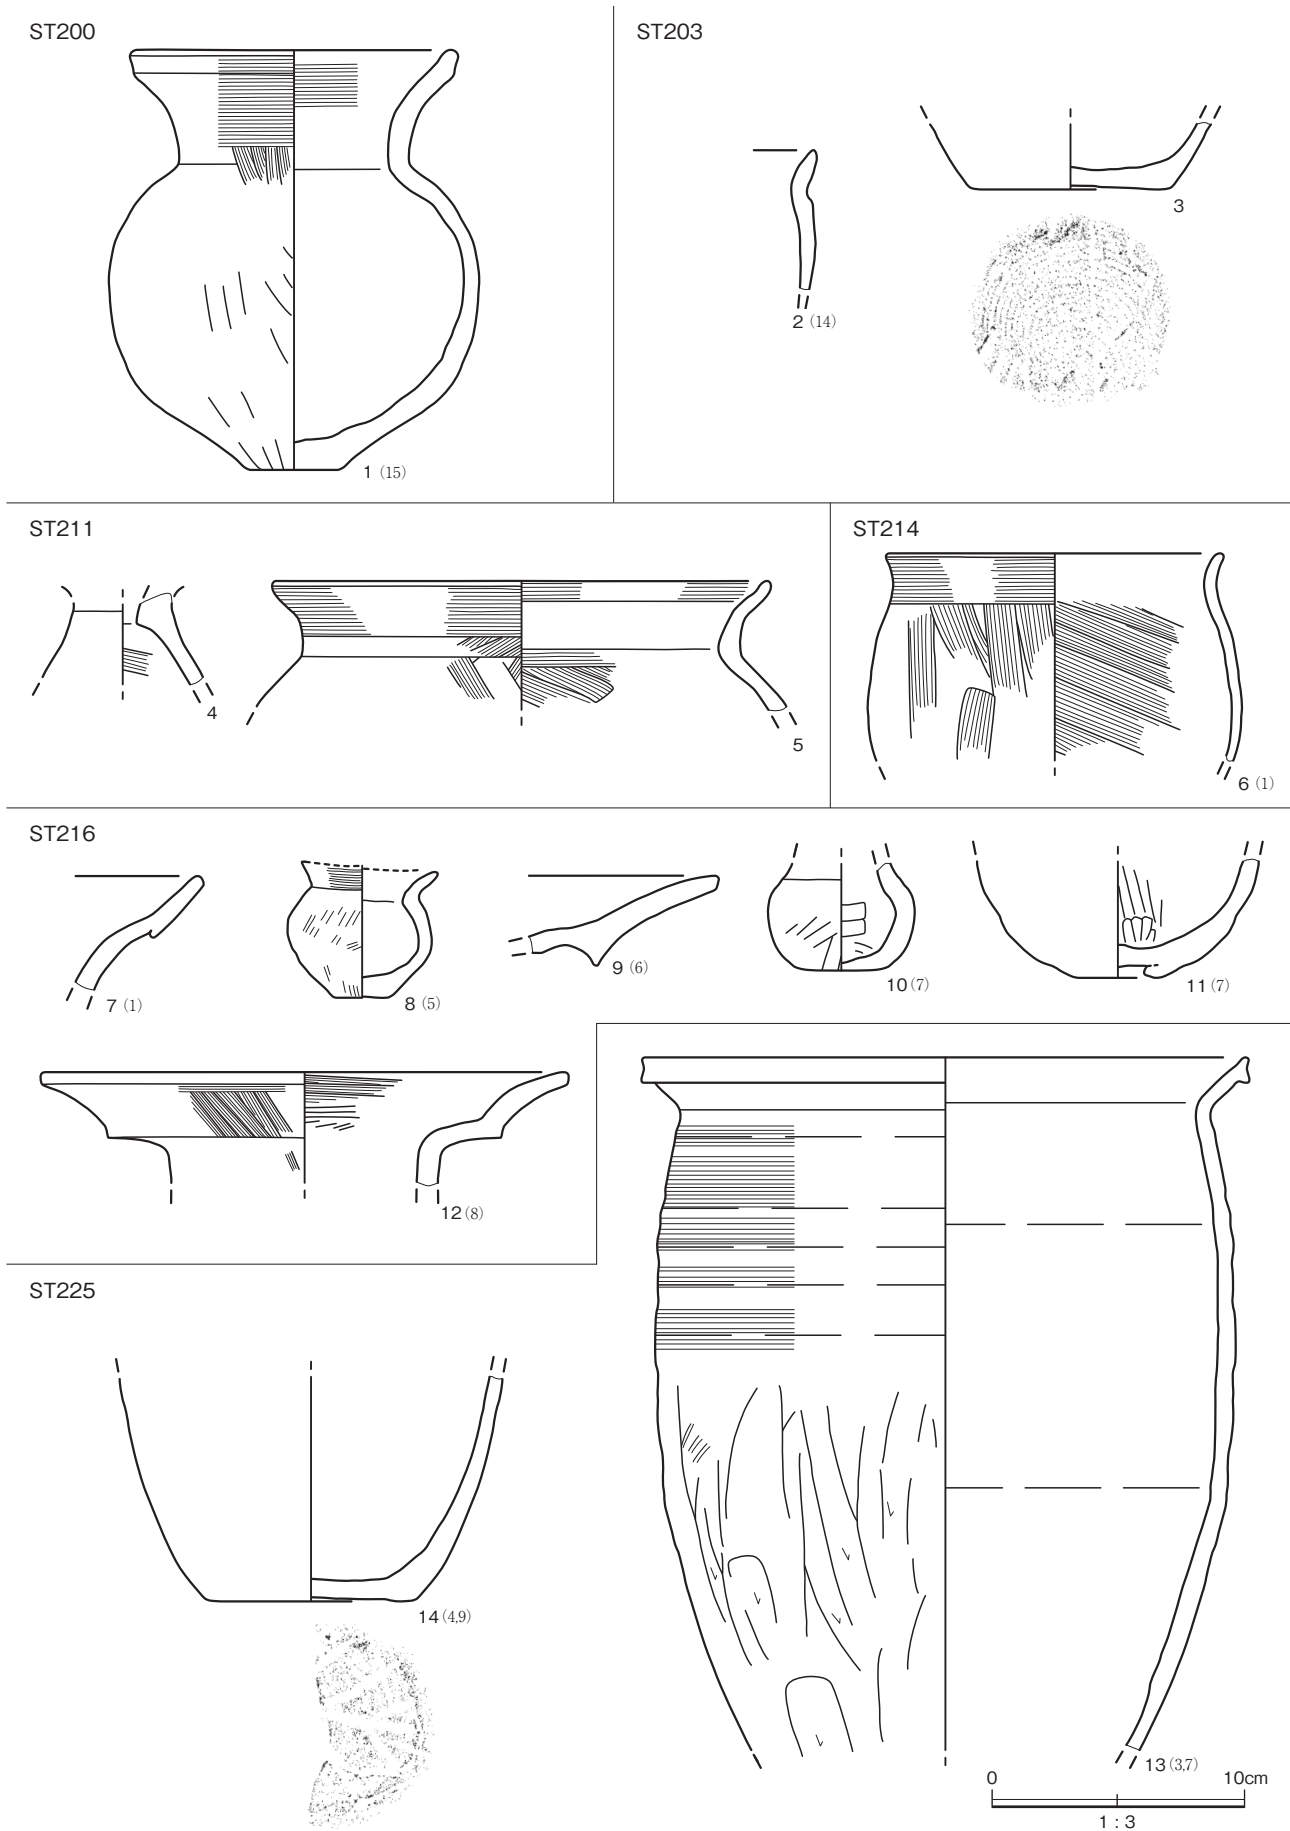 ST200
1 (15)
ST203
2 (14)
3
ST211
4
5
ST214
6 (1)
ST216
7 (1)
8 (5)
9 (6)
10 (7)
11 (7)
12 (8)
ST225
14 (4,9)
13 (3,7)
0 10cm
1 : 3